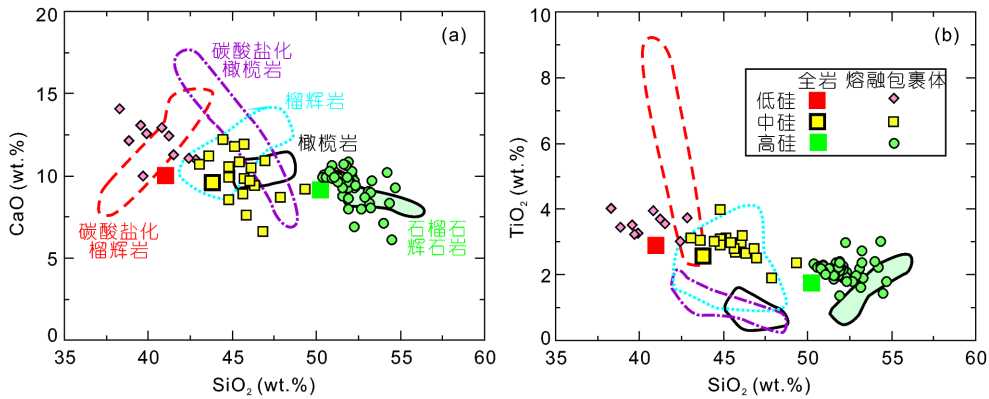 (a)
20
15
10
5
0
CaO (wt.%)
碳酸盐化
橄榄岩
榴辉岩
橄榄岩
碳酸盐化
榴辉岩
石榴石
辉石岩
35 40 45 50 55 60
SiO₂ (wt.%)
(b)
10
8
6
4
2
0
TiO₂ (wt.%)
全岩 熔融包裹体
低硅
中硅
高硅
35 40 45 50 55 60
SiO₂ (wt.%)